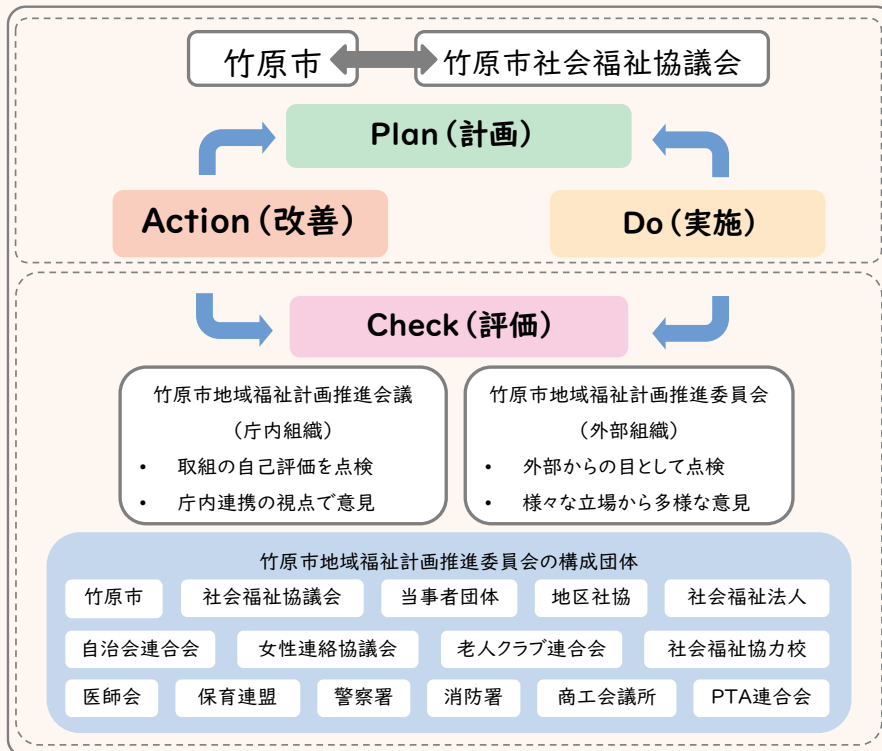 竹原市
竹原市社会福祉協議会
Plan(計画)
Action(改善)
Do(実施)
Check(評価)
竹原市地域福祉計画推進会議
(庁内組織)
• 取組の自己評価を点検
• 庁内連携の視点で意見
竹原市地域福祉計画推進委員会
(外部組織)
• 外部からの目として点検
• 様々な立場から多様な意見
竹原市地域福祉計画推進委員会の構成団体
竹原市 社会福祉協議会 当事者団体 地区社協 社会福祉法人
自治会連合会 女性連絡協議会 老人クラブ連合会 社会福祉協力校
医師会 保育連盟 警察署 消防署 商工会議所 PTA連合会